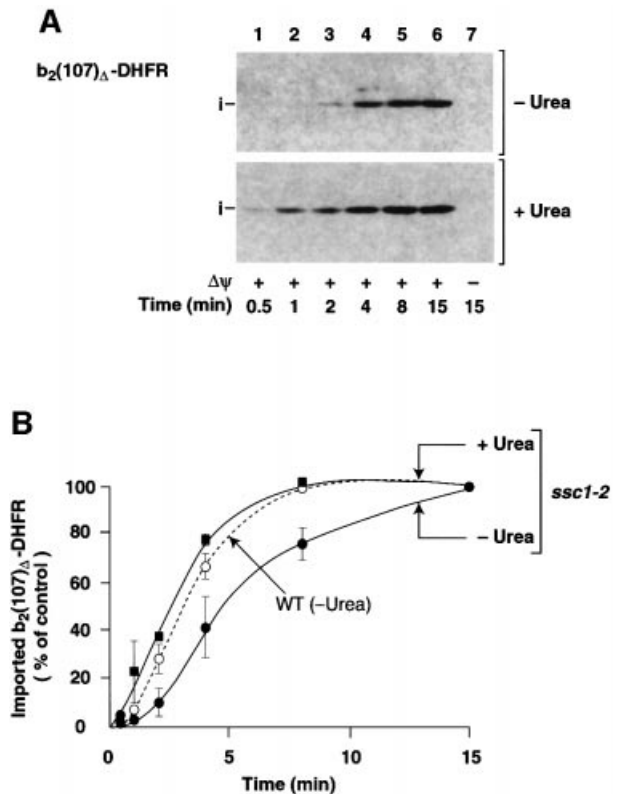 A
1 2 3 4 5 6 7
b₂(107)Δ-DHFR
i–
– Urea
i–
+ Urea
Δψ + + + + + + –
Time (min) 0.5 1 2 4 8 15 15
B
+ Urea
ssc1-2
– Urea
WT (–Urea)
Imported b₂(107)Δ-DHFR
( % of control)
100
80
60
40
20
0
0 5 10 15
Time (min)